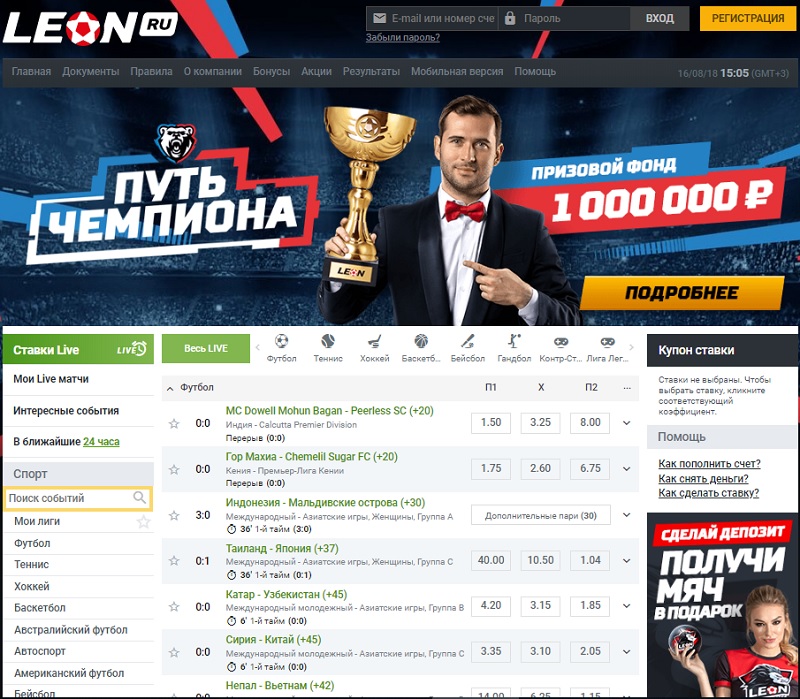 LEON RU
E-mail или номер сче
Пароль
ВХОД
РЕГИСТРАЦИЯ
Забыли пароль?
Главная Документы Правила О компании Бонусы Акции Результаты Мобильная версия Помощь
16/08/18 15:05 (GMT+3)
ПУТЬ
ЧЕМПИОНА
LEON
ПРИЗОВОЙ ФОНД
1 000 000 ₽
ПОДРОБНЕЕ
Ставки Live
LIVE
Мои Live матчи
Интересные события
В ближайшие 24 часа
Спорт
Поиск событий
Мои лиги
Футбол
Теннис
Хоккей
Баскетбол
Австралийский футбол
Автоспорт
Американский футбол
Бейсбол
Весь LIVE
Футбол Теннис Хоккей Баскетб... Бейсбол Гандбол Контр-Ст... Лига Лег...
Футбол П1 X П2 ...
MC Dowell Mohun Bagan - Peerless SC (+20)
0:0 Индия - Calcutta Premier Division 1.50 3.25 8.00
Перерыв (0:0)
Гор Махиа - Chemelil Sugar FC (+20)
0:0 Кения - Премьер-Лига Кении 1.75 2.60 6.75
Перерыв (0:0)
Индонезия - Мальдивские острова (+30)
3:0 Международный - Азиатские игры, Женщины, Группа A Дополнительные пари (30)
36' 1-й тайм (3:0)
Таиланд - Япония (+37)
0:1 Международный - Азиатские игры, Женщины, Группа C 40.00 10.50 1.04
36' 1-й тайм (0:1)
Катар - Узбекистан (+45)
0:0 Международный молодежный - Азиатские игры, Группа B 4.20 3.15 1.85
6' 1-й тайм (0:0)
Сирия - Китай (+45)
0:0 Международный молодежный - Азиатские игры, Группа C 3.35 3.10 2.05
6' 1-й тайм (0:0)
Непал - Вьетнам (+42)
14.00 6.25 1.15
Купон ставки
Ставки не выбраны. Чтобы
выбрать ставку, кликните
соответствующий
коэффициент.
Помощь
Как пополнить счет?
Как снять деньги?
Как сделать ставку?
СДЕЛАЙ ДЕПОЗИТ
ПОЛУЧИ
МЯЧ
В ПОДАРОК
LEON